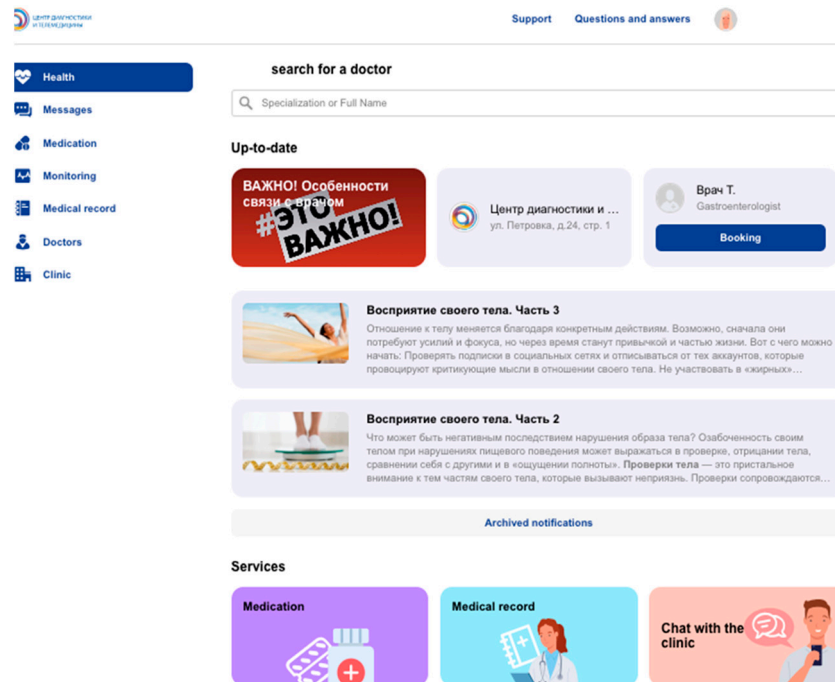 ЦЕНТР ДИАГНОСТИКИ
И ТЕЛЕМЕДИЦИНЫ
Support
Questions and answers
Health
Messages
Medication
Monitoring
Medical record
Doctors
Clinic
search for a doctor
Specialization or Full Name
Up-to-date
ВАЖНО! Особенности
связи с врачом
#ЭТО
ВАЖНО!
Центр диагностики и ...
ул. Петровка, д.24, стр. 1
Врач Т.
Gastroenterologist
Booking
Восприятие своего тела. Часть 3
Отношение к телу меняется благодаря конкретным действиям. Возможно, сначала они
потребуют усилий и фокуса, но через время станут привычкой и частью жизни. Вот с чего можно
начать: Проверять подписки в социальных сетях и отписываться от тех аккаунтов, которые
провоцируют критикующие мысли в отношении своего тела. Не участвовать в «жирных»...
Восприятие своего тела. Часть 2
Что может быть негативным последствием нарушения образа тела? Озабоченность своим
телом при нарушениях пищевого поведения может выражаться в проверке, отрицании тела,
сравнении себя с другими и в «ощущении полноты». Проверки тела — это пристальное
внимание к тем частям своего тела, которые вызывают неприязнь. Проверки сопровождаются...
Archived notifications
Services
Medication
Medical record
Chat with the
clinic